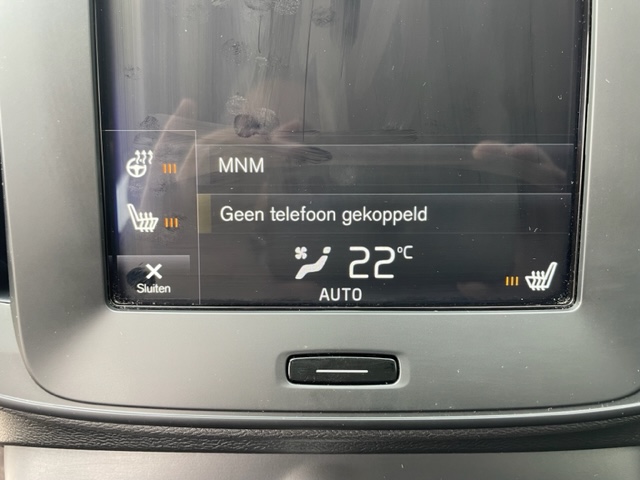 MNM
Geen telefoon gekoppeld
22°C
AUTO
Sluiten